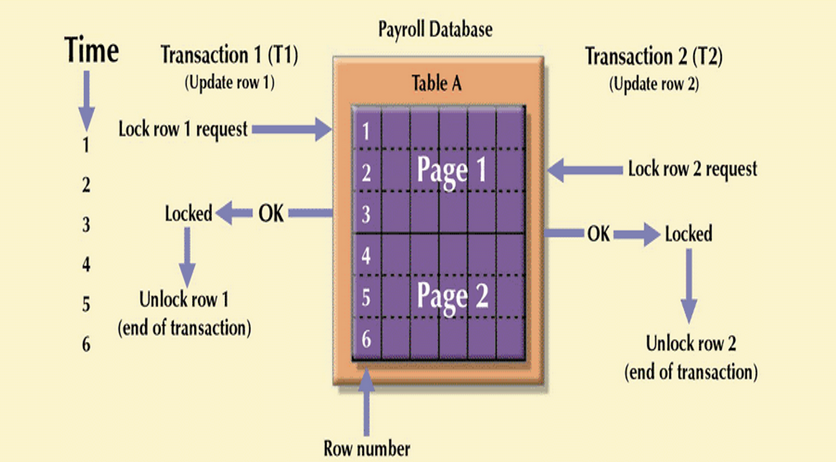 Payroll Database
Time
Transaction 1 (T1)
(Update row 1)
Table A
Transaction 2 (T2)
(Update row 2)
1
Lock row 1 request
1
2
2
Page 1
Lock row 2 request
3
Locked
OK
3
OK
Locked
4
4
5
Unlock row 1
(end of transaction)
5
Page 2
6
6
Unlock row 2
(end of transaction)
Row number